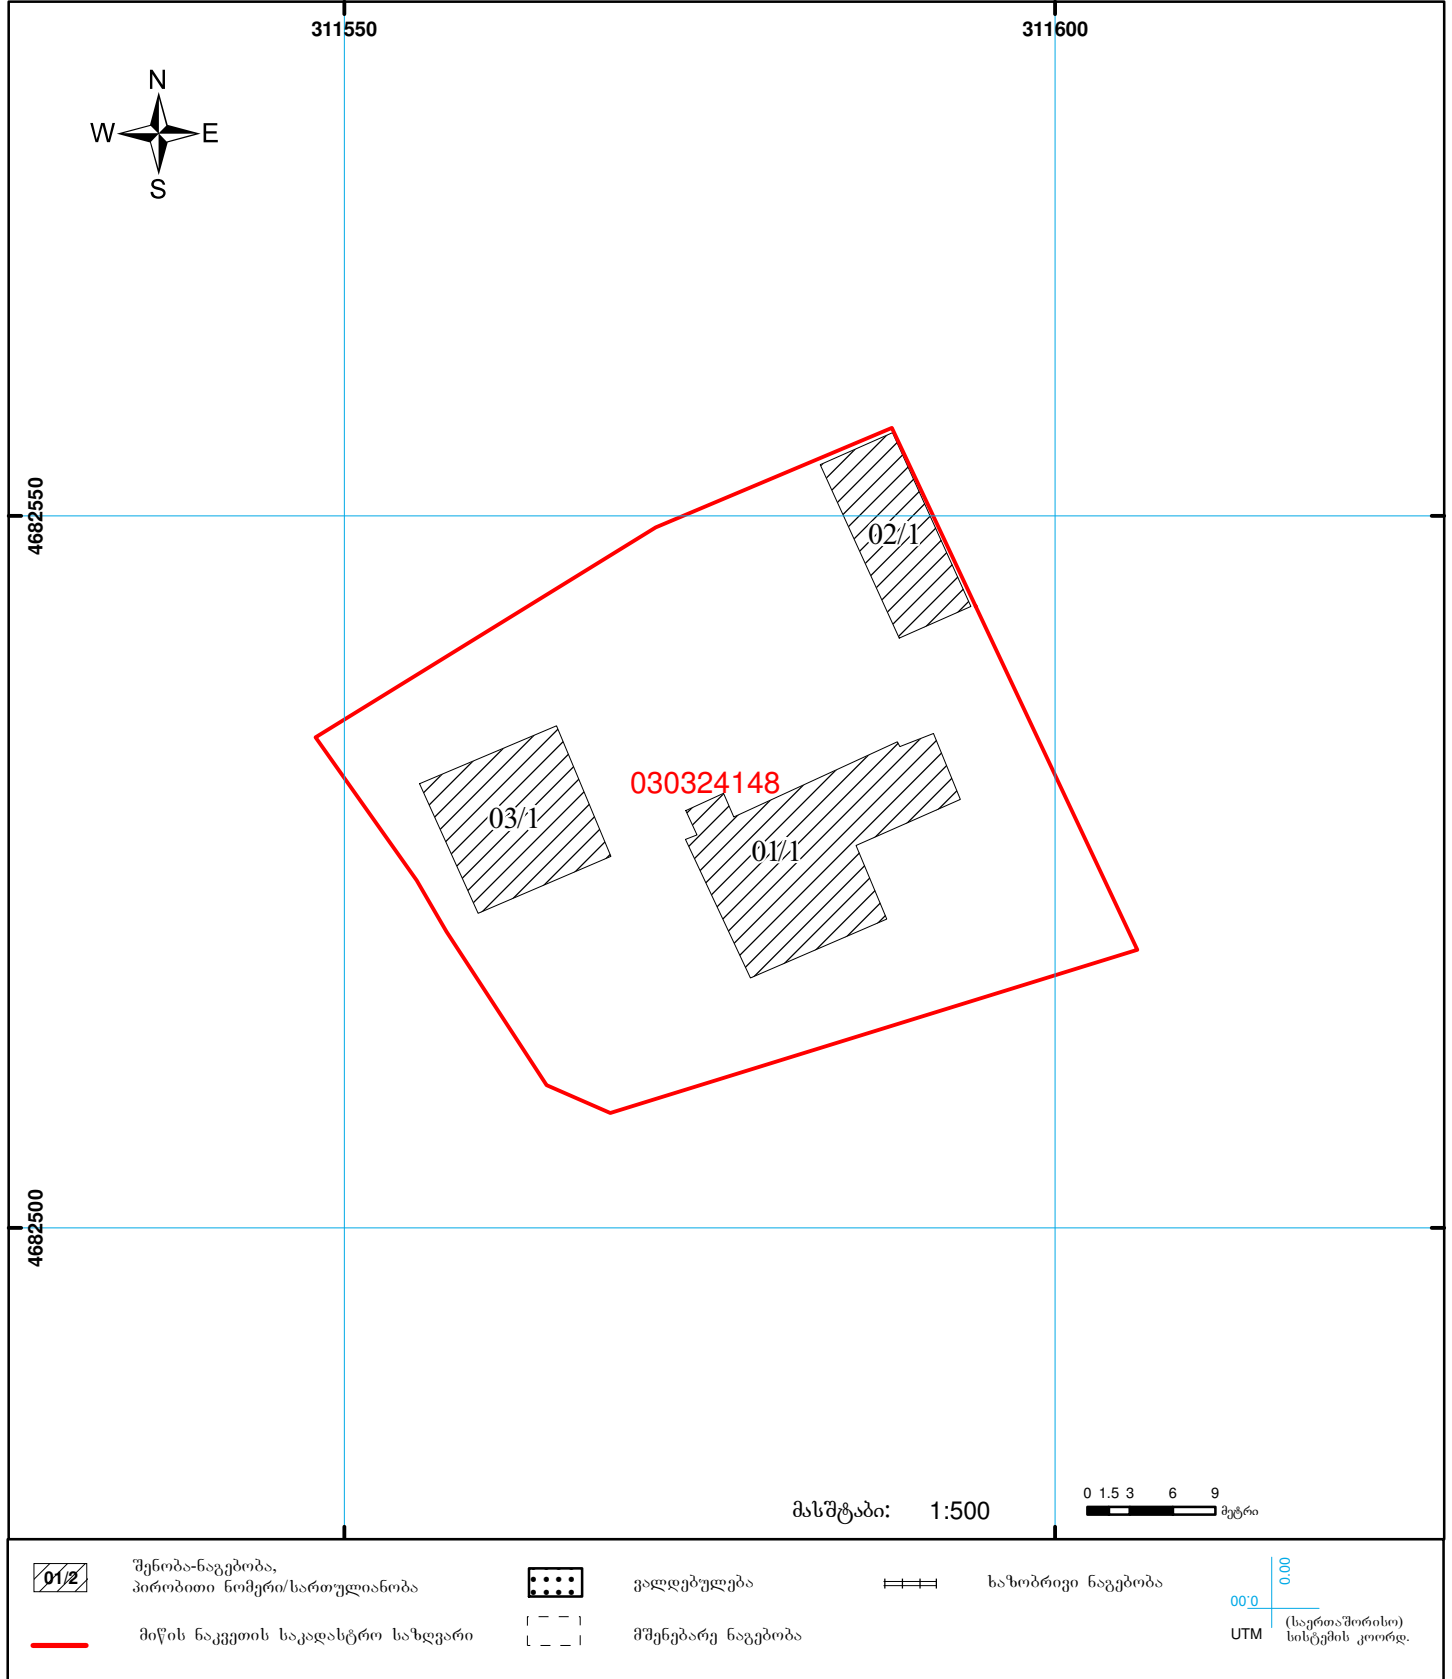 311550
311600
N
W E
S
4682550
02/1
030324148
03/1
01/1
4682500
მასშტაბი: 1:500
0 1.5 3 6 9
მეტრი
01/2
შენობა-ნაგებობა,
პირობითი ნომერი/სართულიანობა
ვალდებულება
ხაზობრივი ნაგებობა
მიწის ნაკვეთის საკადასტრო საზღვარი
მშენებარე ნაგებობა
00.0
00.0
UTM
(საერთაშორისო)
სისტემის კოორდ.